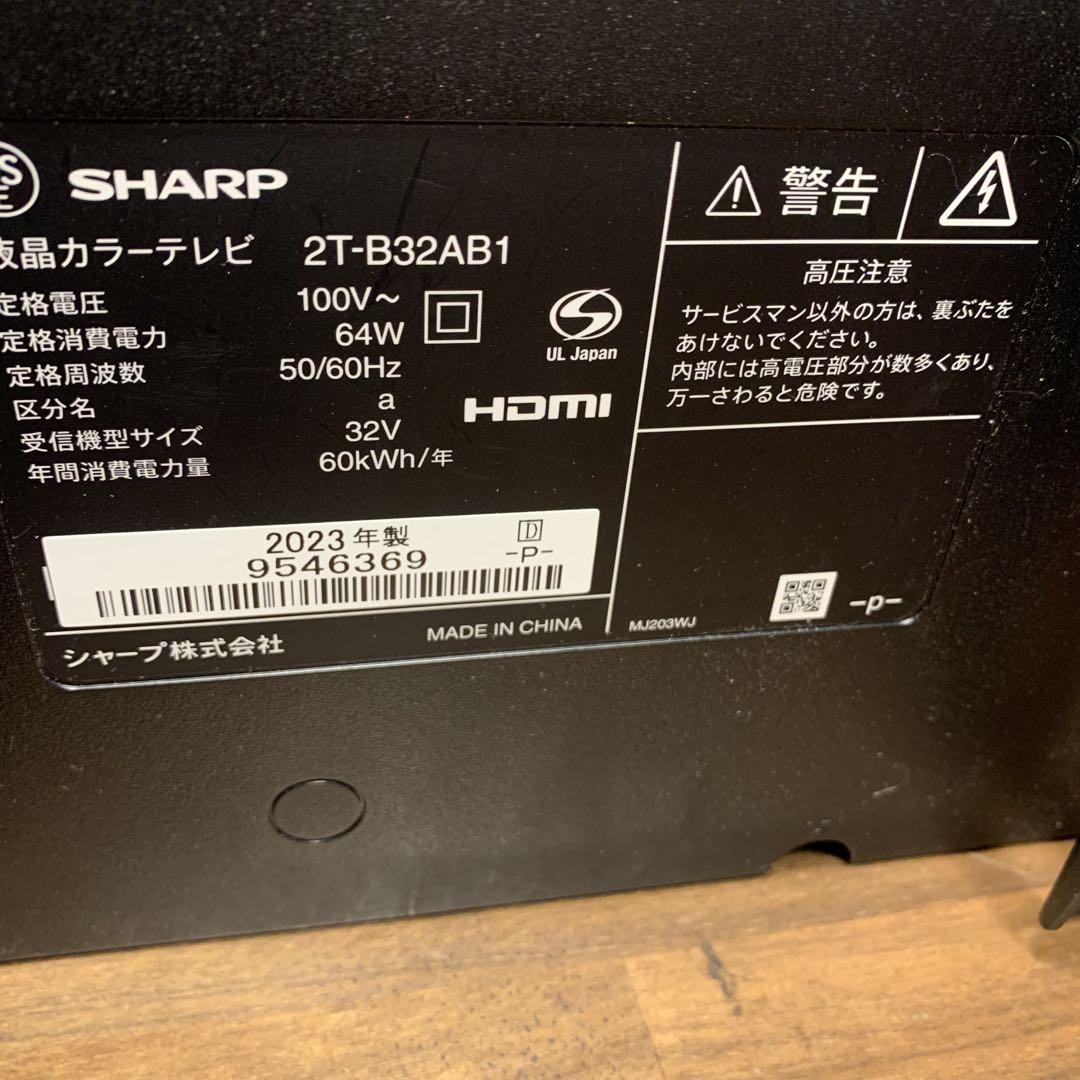 SHARP
液晶カラーテレビ 2T-B32AB1
定格電圧 100V～
定格消費電力 64W
定格周波数 50/60Hz
区分名 a
受信機型サイズ 32V
年間消費電力量 60kWh/年
UL Japan
HDMI
2023年製 D
9546369 -P-
シャープ株式会社 MADE IN CHINA
警告
高圧注意
サービスマン以外の方は、裏ぶたを
あけないでください。
内部には高電圧部分が数多くあり、
万一さわると危険です。
MJ203WJ -p-